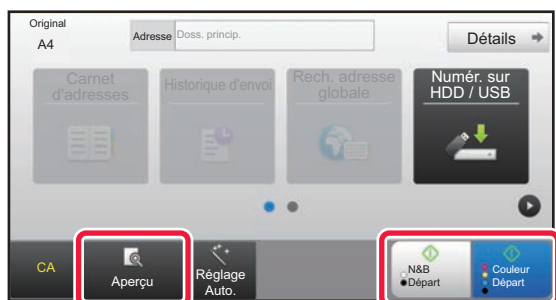 Original
A4
Adresse
Doss. princip.
Détails
Carnet
d'adresses
Historique d'envoi
Rech. adresse
globale
Numér. sur
HDD / USB
CA
Aperçu
Réglage
Auto.
N&B
Départ
Couleur
Départ